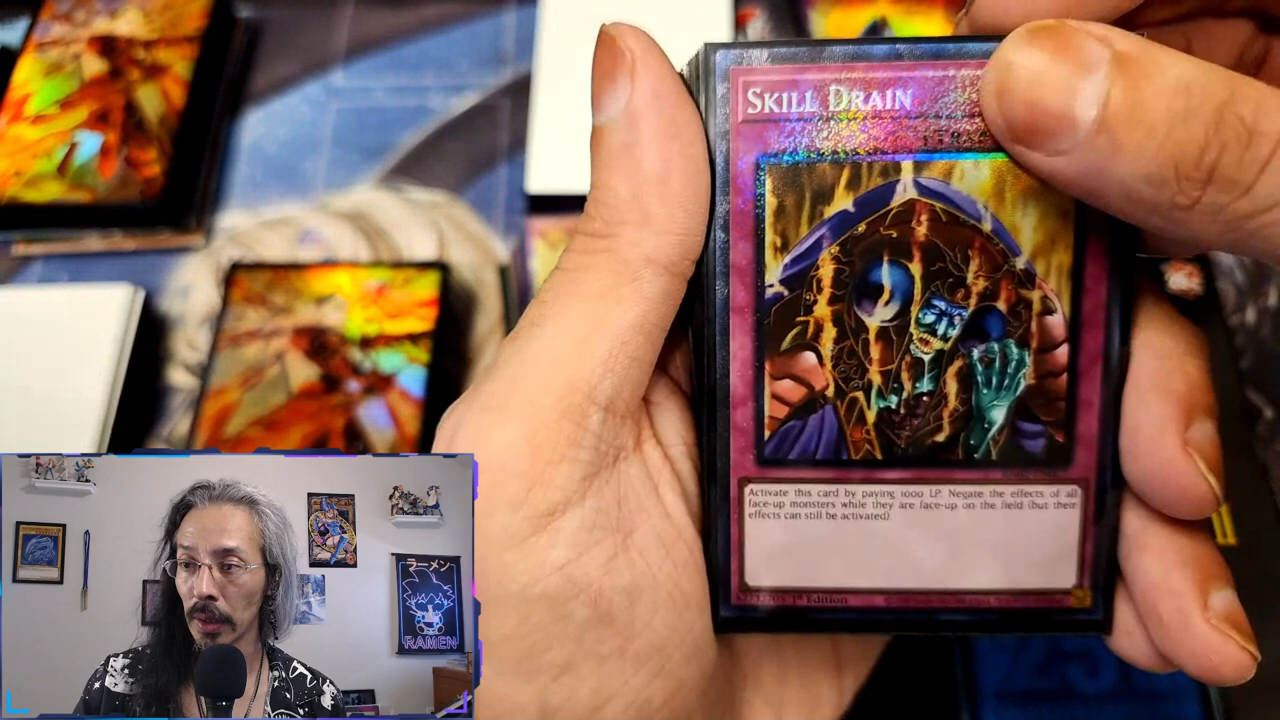 SKILL DRAIN
Activate this card by paying 1000 LP. Negate the effects of all
face-up monsters while they are face-up on the field (but their
effects can still be activated).
1st Edition
ラーメン
RAMEN